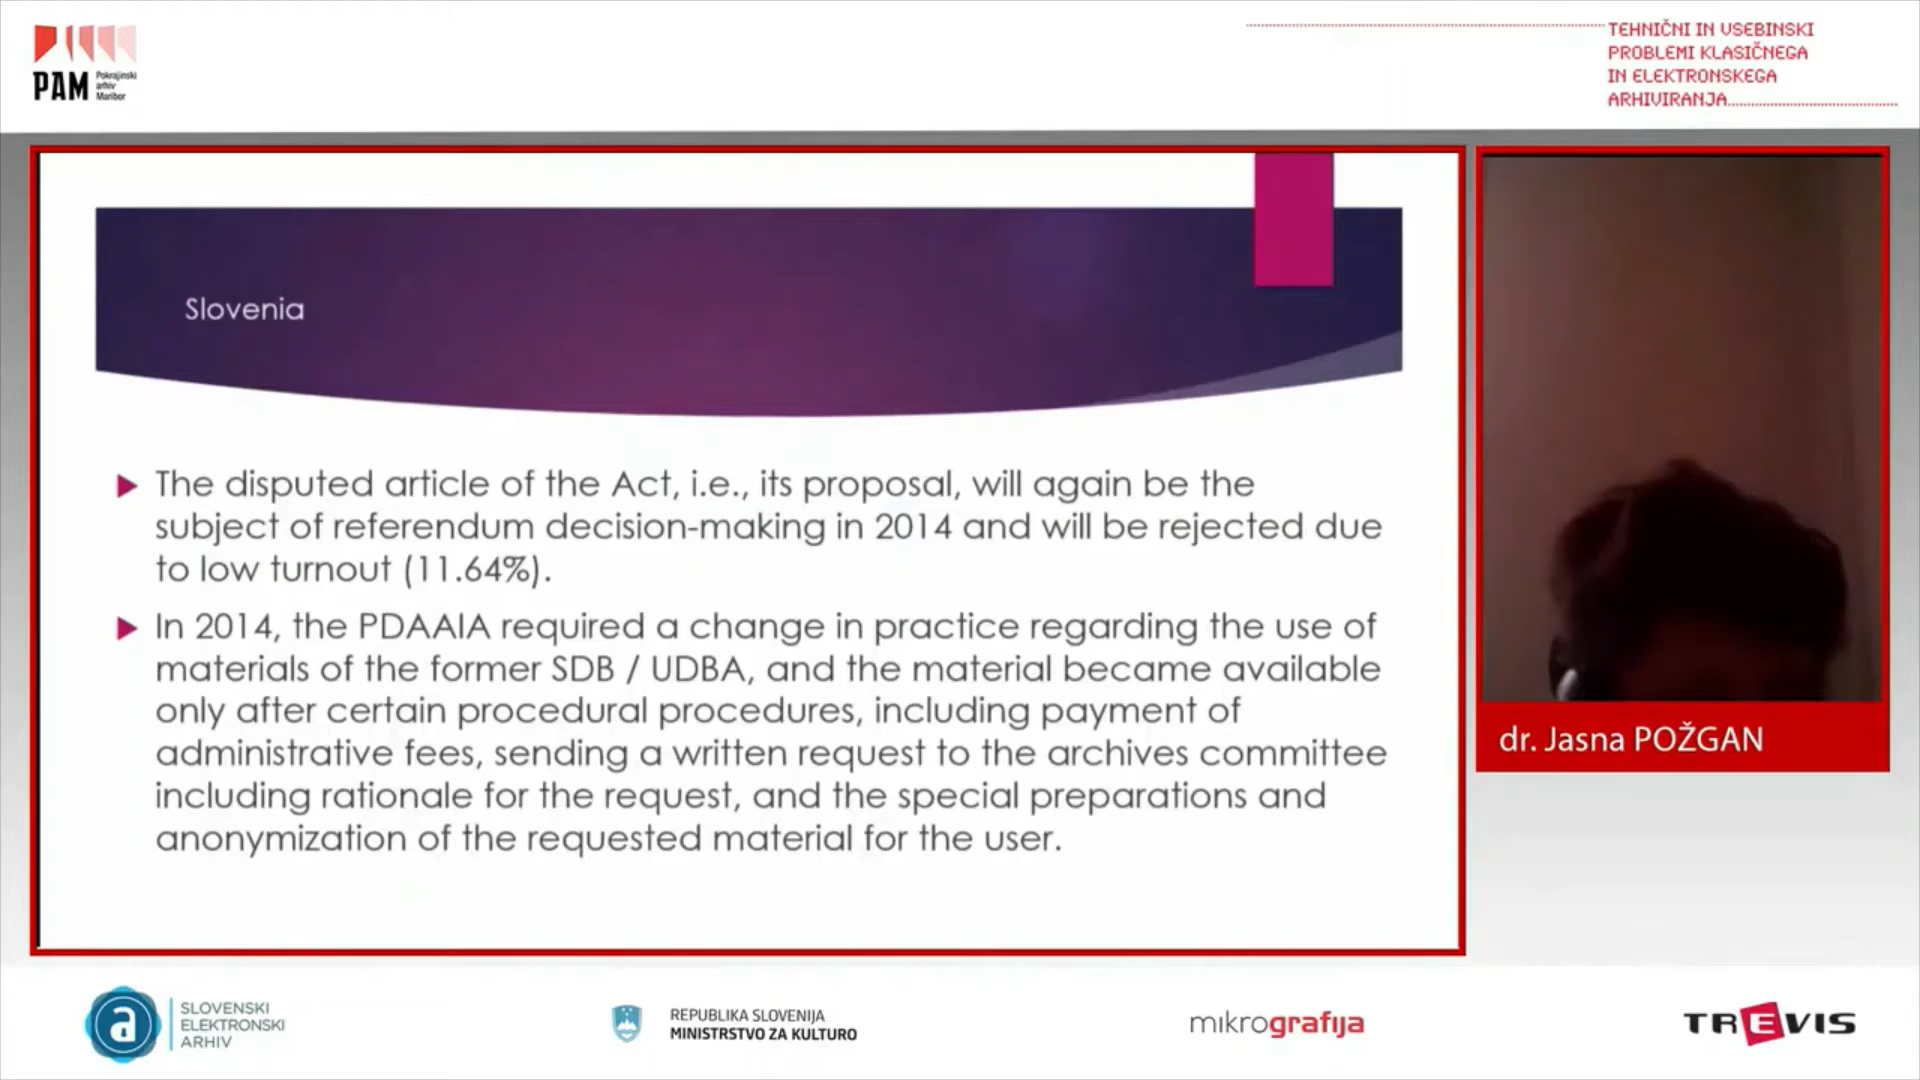 PAM
Pokrajinski
arhiv
Maribor
TEHNIČNI IN VSEBINSKI
PROBLEMI KLASIČNEGA
IN ELEKTRONSKEGA
ARHIVIRANJA
Slovenia
The disputed article of the Act, i.e., its proposal, will again be the
subject of referendum decision-making in 2014 and will be rejected due
to low turnout (11.64%).
In 2014, the PDAAIA required a change in practice regarding the use of
materials of the former SDB / UDBA, and the material became available
only after certain procedural procedures, including payment of
administrative fees, sending a written request to the archives committee
including rationale for the request, and the special preparations and
anonymization of the requested material for the user.
dr. Jasna POŽGAN
a
SLOVENSKI
ELEKTRONSKI
ARHIV
REPUBLIKA SLOVENIJA
MINISTRSTVO ZA KULTURO
mikrografija
TREVIS